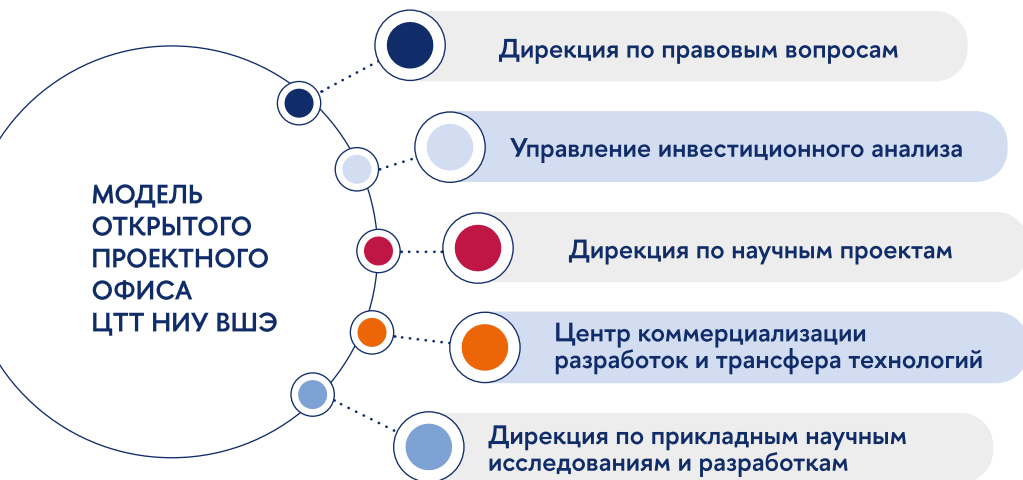 МОДЕЛЬ
ОТКРЫТОГО
ПРОЕКТНОГО
ОФИСА
ЦТТ НИУ ВШЭ
Дирекция по правовым вопросам
Управление инвестиционного анализа
Дирекция по научным проектам
Центр коммерциализации
разработок и трансфера технологий
Дирекция по прикладным научным
исследованиям и разработкам